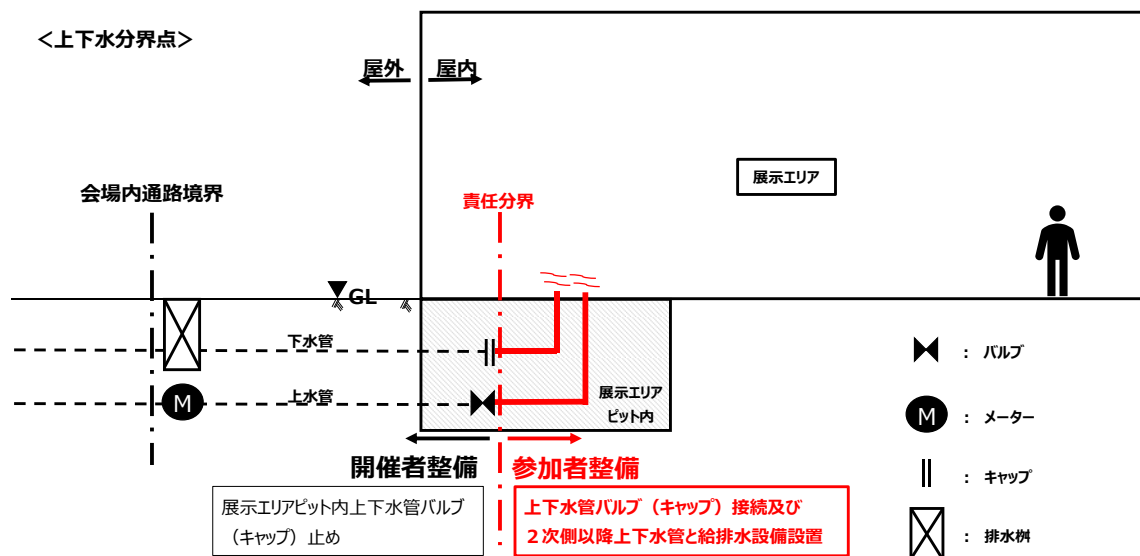 ＜上下水分界点＞
屋外
屋内
展示エリア
会場内通路境界
責任分界
GL
下水管
： バルブ
上水管
展示エリア
ピット内
M
M
： メーター
開催者整備
参加者整備
： キャップ
展示エリアピット内上下水管バルブ
（キャップ）止め
上下水管バルブ（キャップ）接続及び
２次側以降上下水管と給排水設備設置
： 排水桝